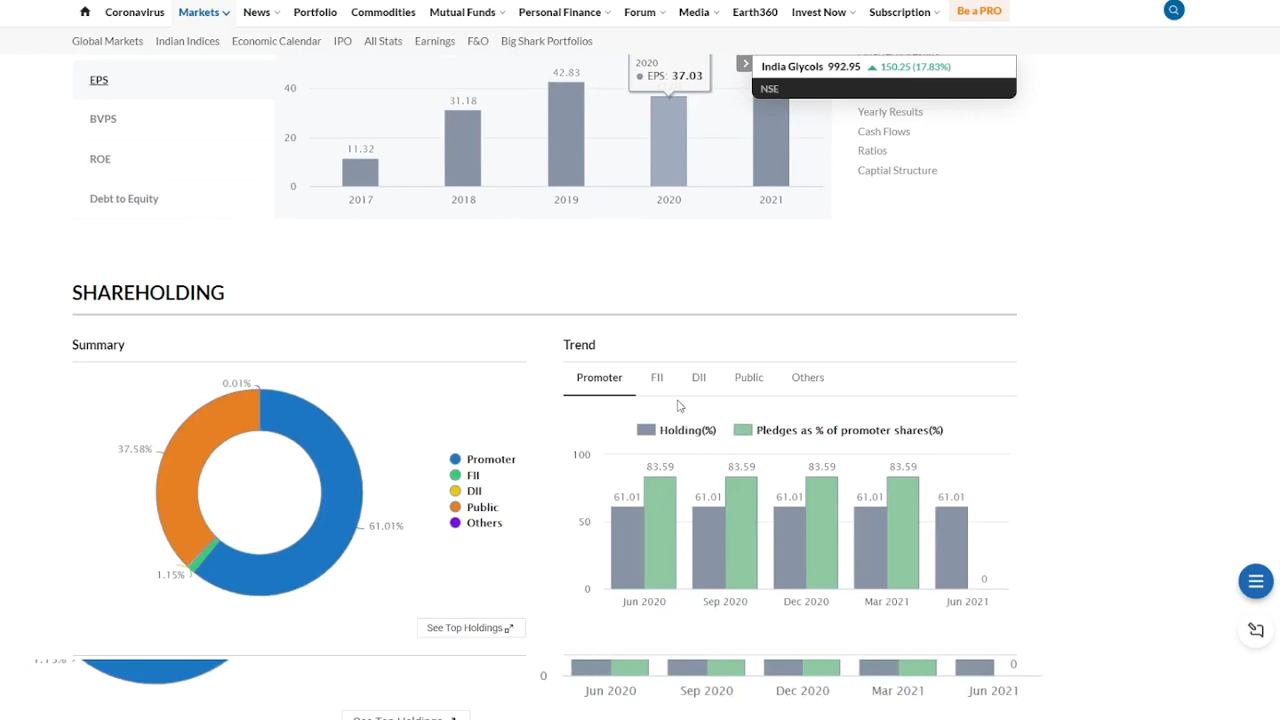 Coronavirus Markets News Portfolio Commodities Mutual Funds Personal Finance Forum Media Earth360 Invest Now Subscription Be a PRO
Global Markets Indian Indices Economic Calendar IPO All Stats Earnings F&O Big Shark Portfolios
2020
EPS: 37.03
India Glycols 992.95 150.25 (17.83%)
NSE
EPS
BVPS
ROE
Debt to Equity
40
20
0
11.32
31.18
42.83
2017 2018 2019 2020 2021
Yearly Results
Cash Flows
Ratios
Captial Structure
SHAREHOLDING
Summary
0.01%
37.58%
61.01%
1.15%
Promoter
FII
DII
Public
Others
See Top Holdings
Trend
Promoter FII DII Public Others
Holding(%) Pledges as % of promoter shares(%)
100
50
0
61.01 83.59 61.01 83.59 61.01 83.59 61.01 83.59 61.01 0
Jun 2020 Sep 2020 Dec 2020 Mar 2021 Jun 2021
0 0
Jun 2020 Sep 2020 Dec 2020 Mar 2021 Jun 2021
See Top Holdings